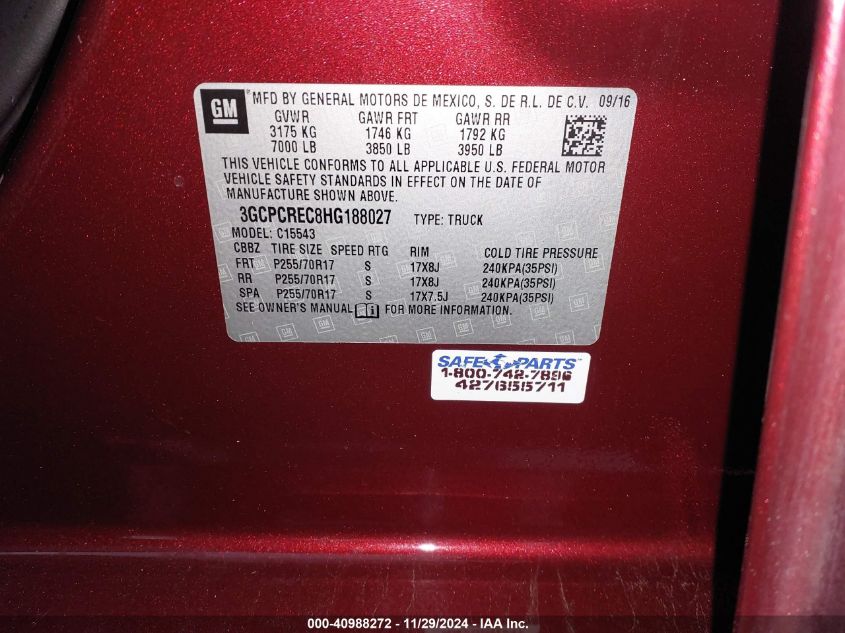 GM ® MFD BY GENERAL MOTORS DE MEXICO, S. DE R.L. DE C.V. 09/16
GVWR GAWR FRT GAWR RR
3175 KG 1746 KG 1792 KG
7000 LB 3850 LB 3950 LB
THIS VEHICLE CONFORMS TO ALL APPLICABLE U.S. FEDERAL MOTOR
VEHICLE SAFETY STANDARDS IN EFFECT ON THE DATE OF
MANUFACTURE SHOWN ABOVE.
3GCPCREC8HG188027 TYPE: TRUCK
MODEL: C15543
CBBZ TIRE SIZE SPEED RTG RIM COLD TIRE PRESSURE
FRT P255/70R17 S 17X8J 240KPA(35PSI)
RR P255/70R17 S 17X8J 240KPA(35PSI)
SPA P255/70R17 S 17X7.5J 240KPA(35PSI)
SEE OWNER'S MANUAL FOR MORE INFORMATION.
SAFE PARTS
1-800-742-7896
427655711
000-40988272 - 11/29/2024 - IAA Inc.